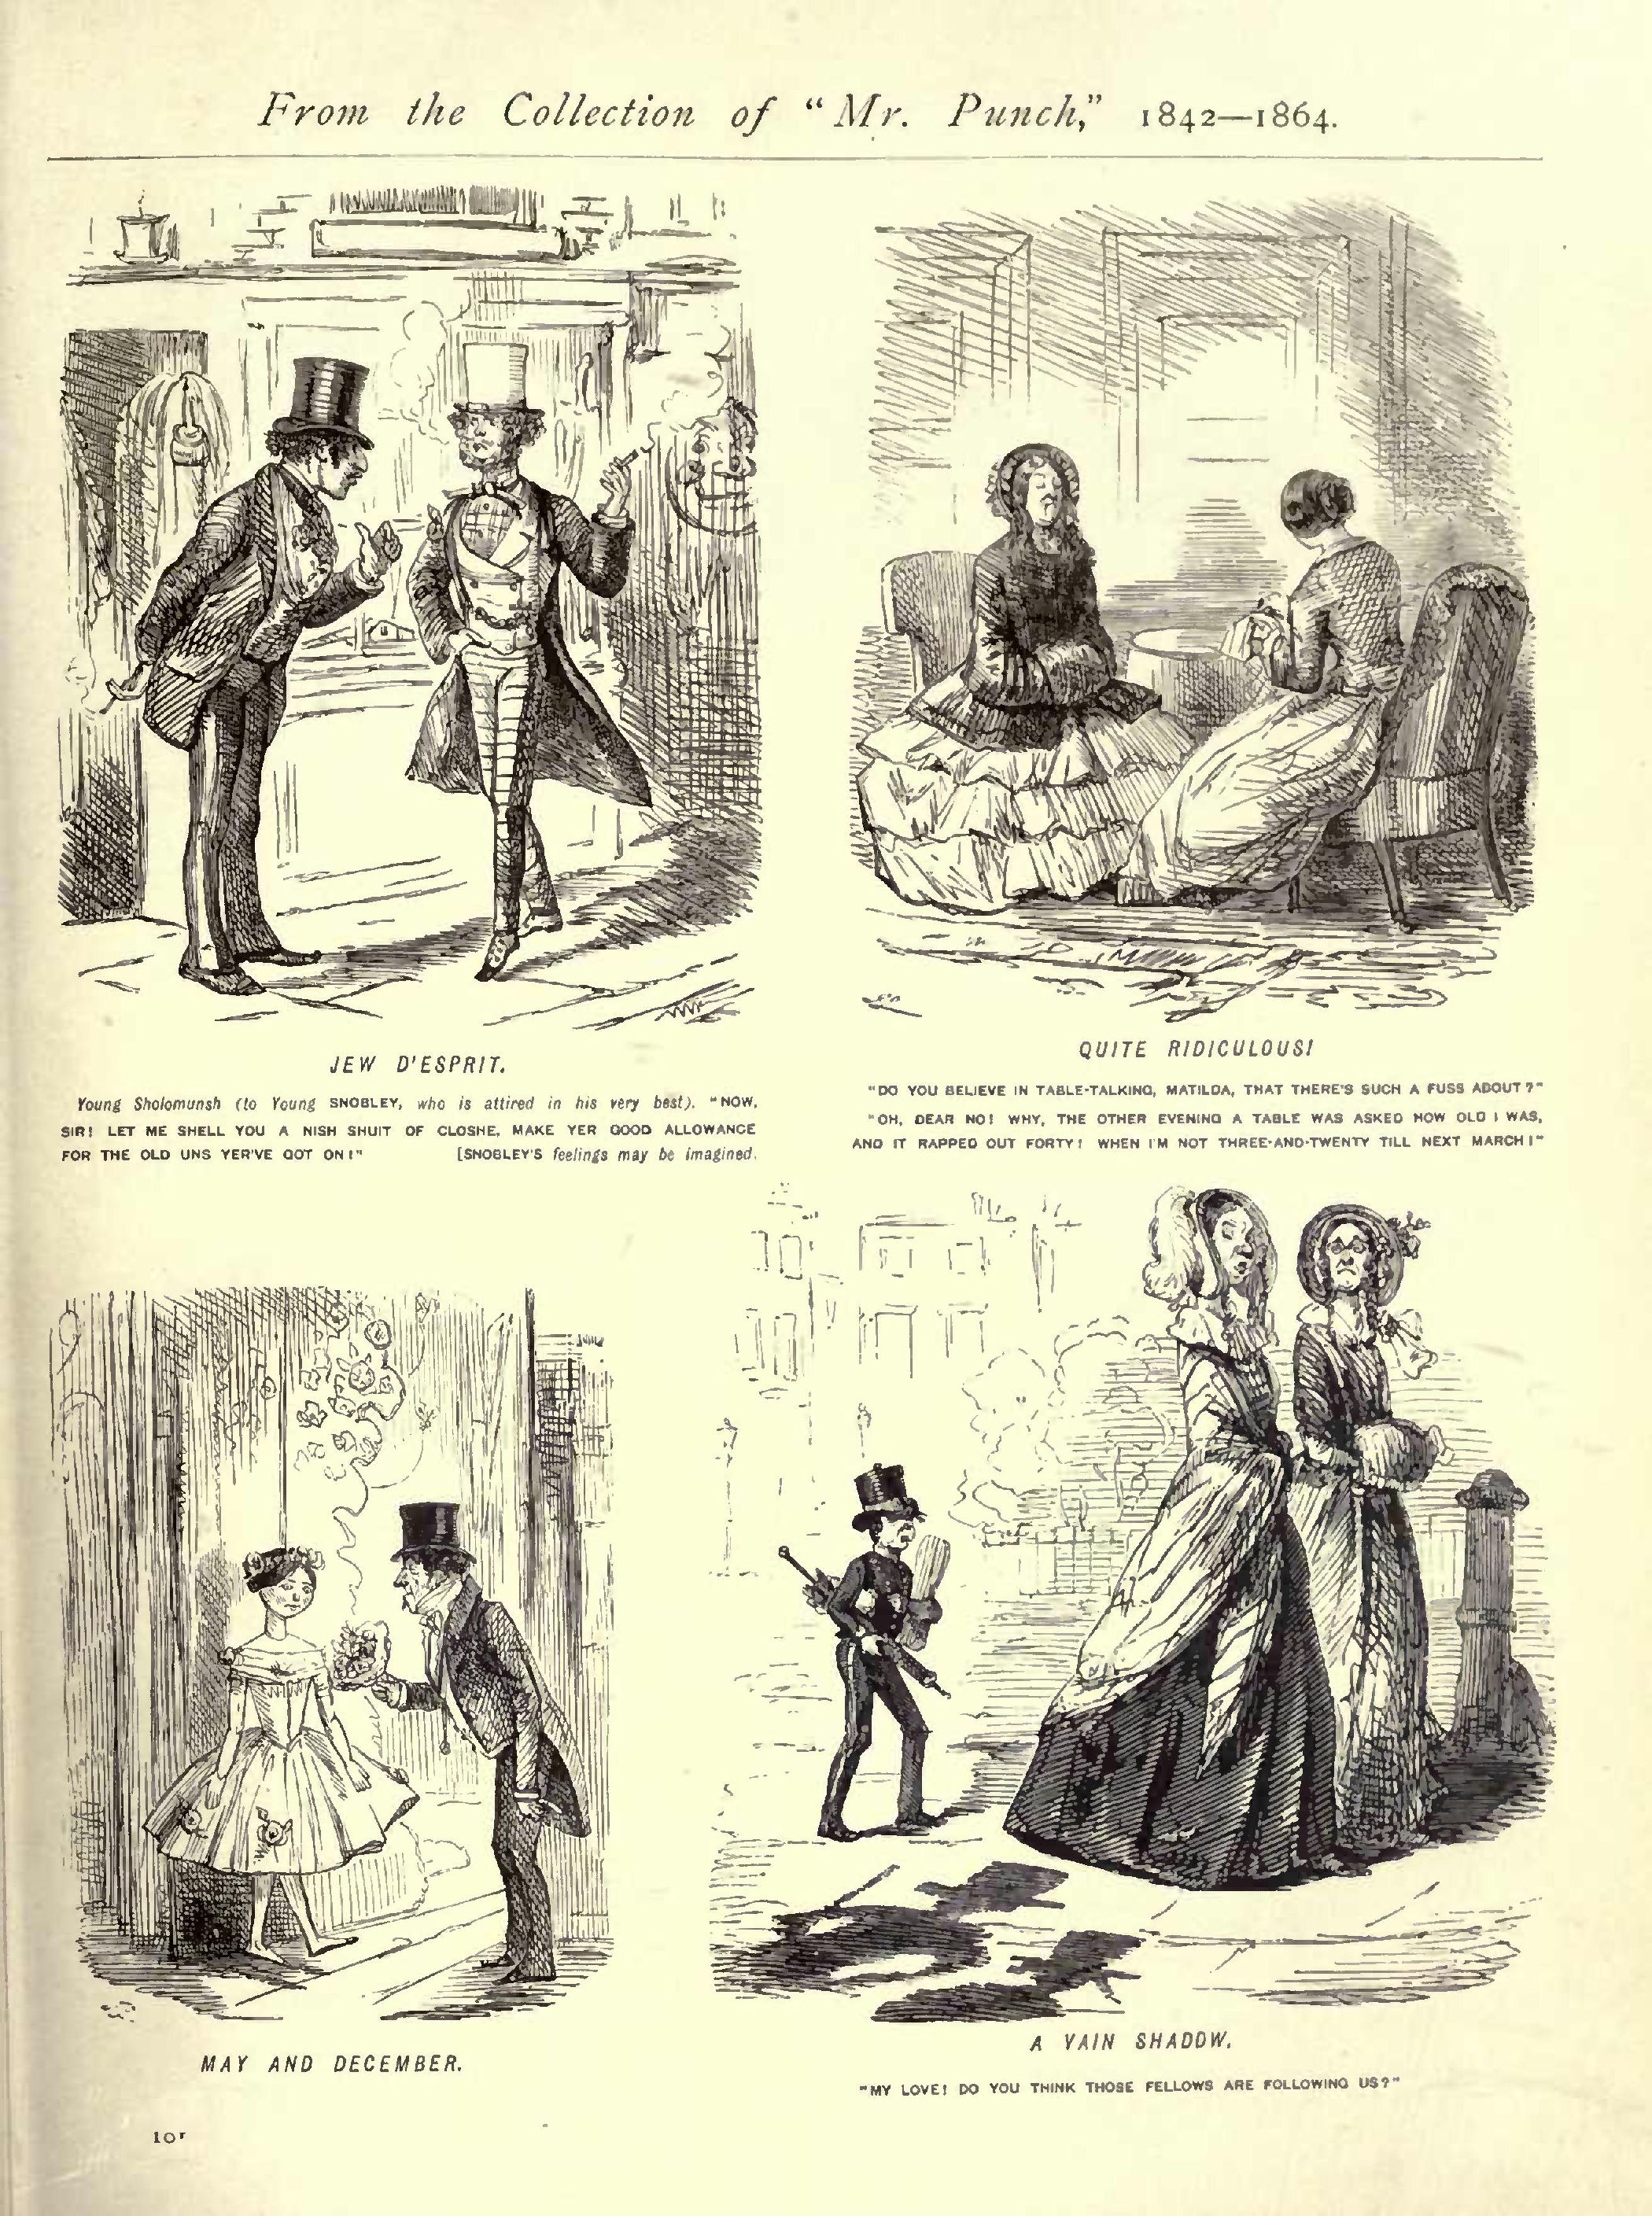 From the Collection of “Mr. Punch,” 1842—1864.
JEW D'ESPRIT.
Young Sholomunsh (to Young SNOBLEY, who is attired in his very best). “NOW,
SIR! LET ME SHELL YOU A NISH SHUIT OF CLOSHE, MAKE YER GOOD ALLOWANCE
FOR THE OLD UNS YER'VE GOT ON!” [SNOBLEY'S feelings may be imagined.
QUITE RIDICULOUS!
“DO YOU BELIEVE IN TABLE-TALKING, MATILDA, THAT THERE'S SUCH A FUSS ABOUT?”
“OH, DEAR NO! WHY, THE OTHER EVENING A TABLE WAS ASKED HOW OLD I WAS,
AND IT RAPPED OUT FORTY! WHEN I'M NOT THREE-AND-TWENTY TILL NEXT MARCH!”
MAY AND DECEMBER.
A VAIN SHADOW.
“MY LOVE! DO YOU THINK THOSE FELLOWS ARE FOLLOWING US?”
101